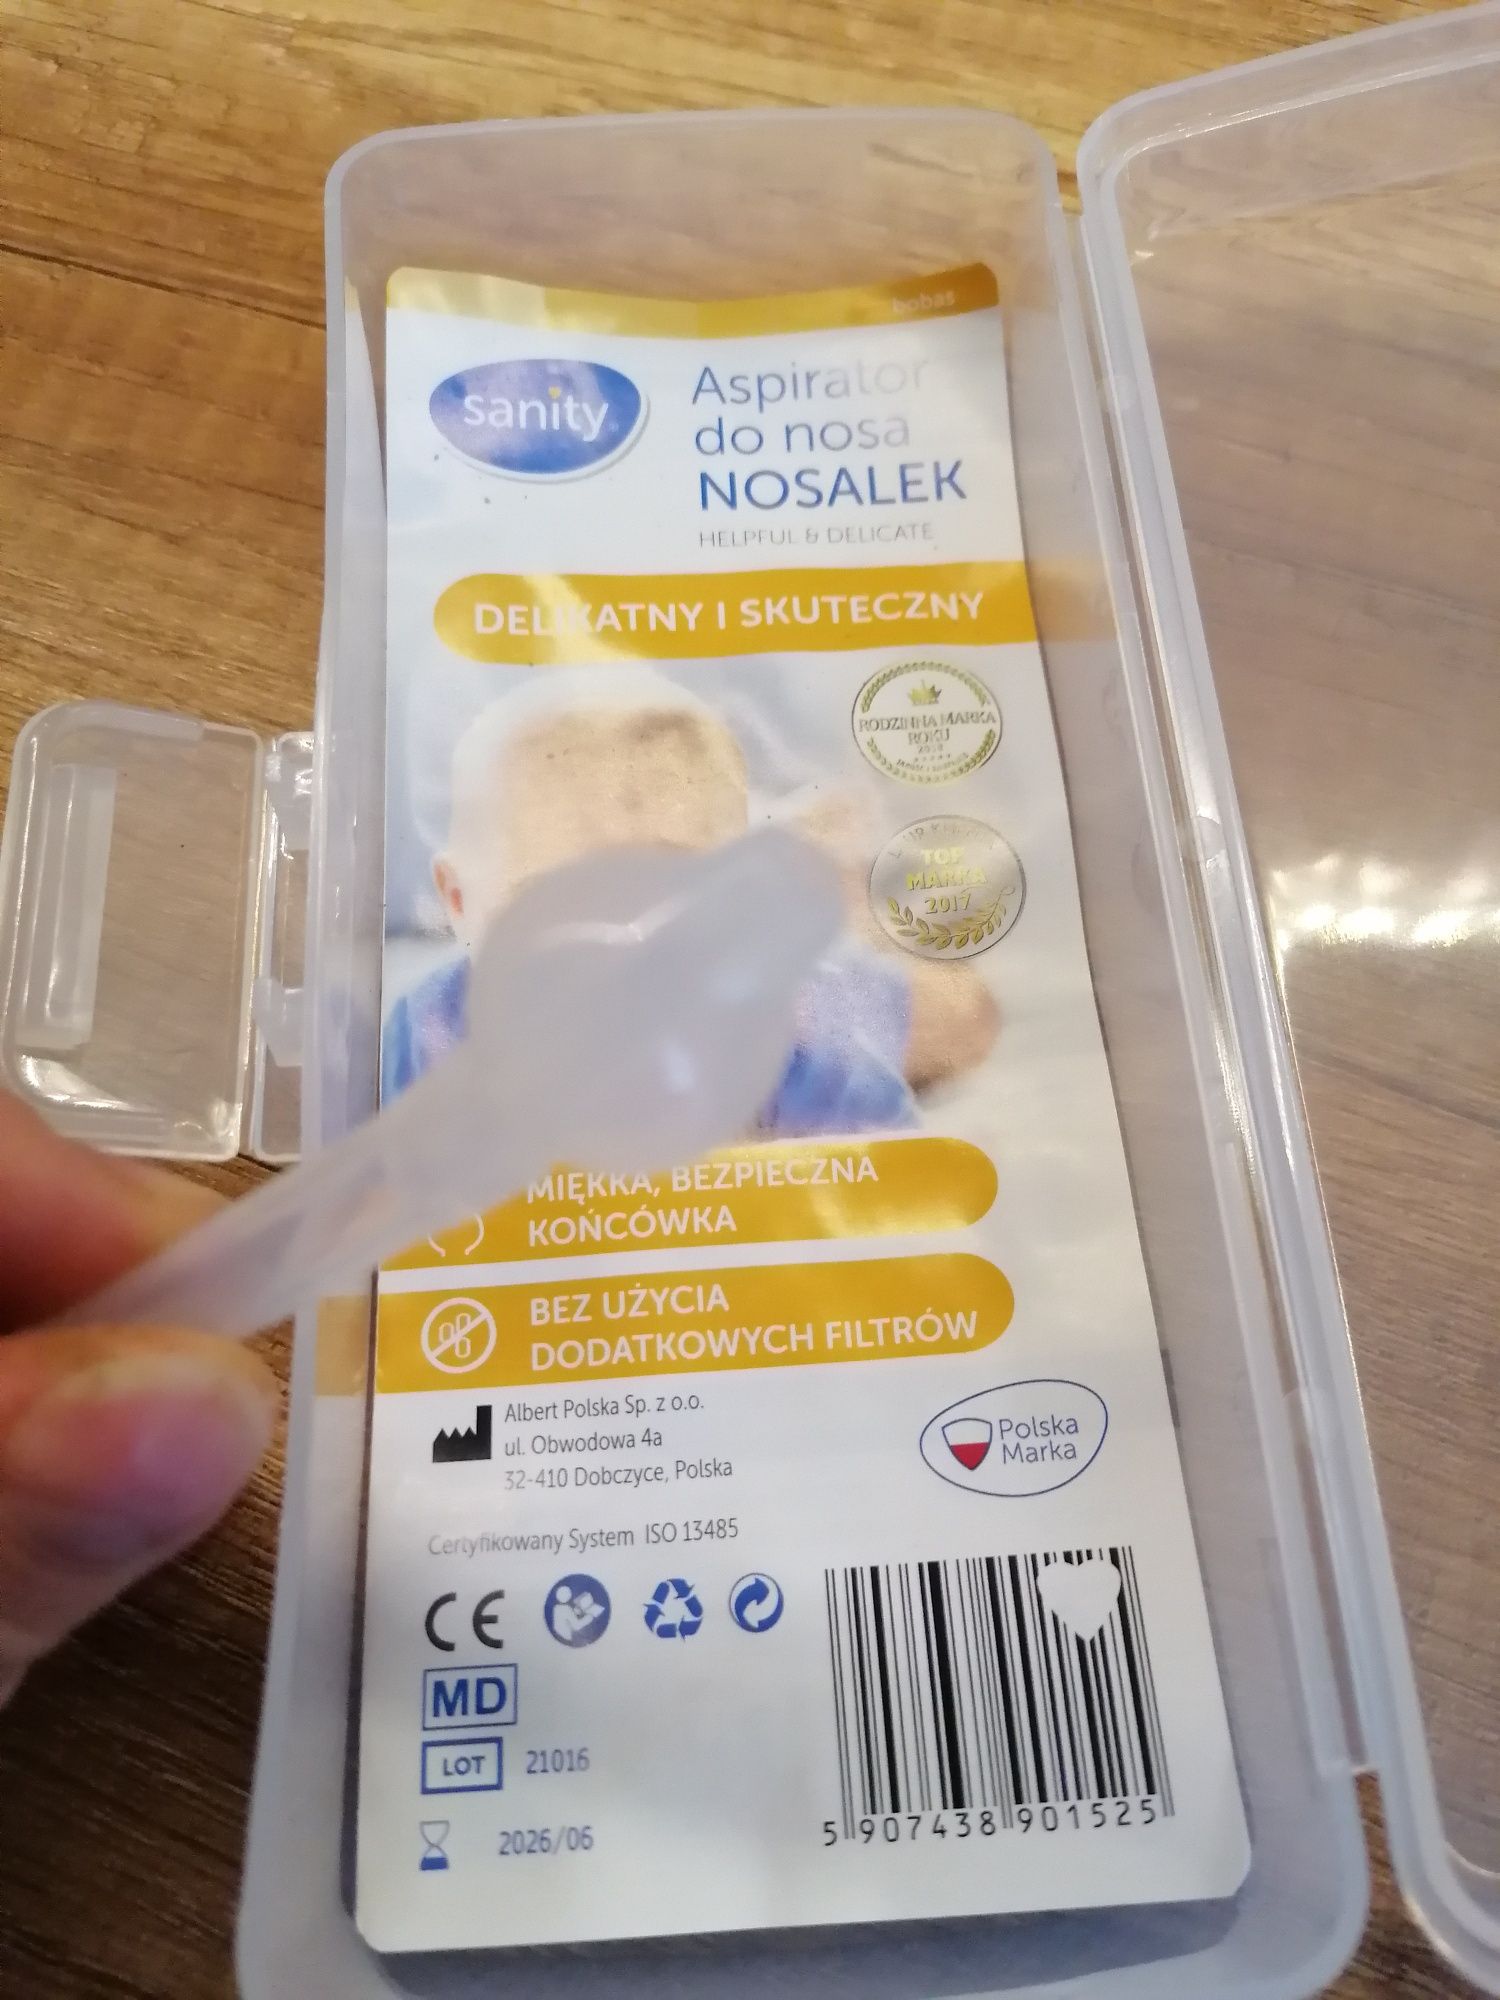 bobas
sanity
Aspirator
do nosa
NOSALEK
HELPFUL & DELICATE
DELIKATNY I SKUTECZNY
RODZINNA MARKA
ROKU
2018
TOP
MARKA
2017
MIĘKKA, BEZPIECZNA
KOŃCÓWKA
BEZ UŻYCIA
DODATKOWYCH FILTRÓW
Albert Polska Sp. z o.o.
ul. Obwodowa 4a
32-410 Dobczyce, Polska
Polska
Marka
Certyfikowany System ISO 13485
CE
MD
LOT 21016
2026/06
5 907438 901525